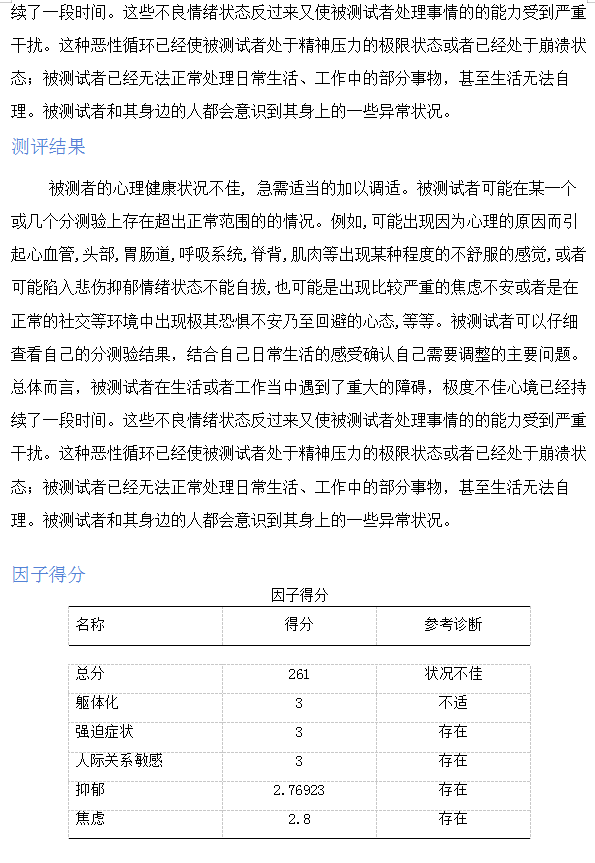 续了一段时间。这些不良情绪状态反过来又使被测试者处理事情的的能力受到严重
干扰。这种恶性循环已经使被测试者处于精神压力的极限状态或者已经处于崩溃状
态；被测试者已经无法正常处理日常生活、工作中的部分事物，甚至生活无法自
理。被测试者和其身边的人都会意识到其身上的一些异常状况。
测评结果
被测者的心理健康状况不佳, 急需适当的加以调适。被测试者可能在某一个
或几个分测验上存在超出正常范围的的情况。例如,可能出现因为心理的原因而引
起心血管,头部,胃肠道,呼吸系统,脊背,肌肉等出现某种程度的不舒服的感觉,或者
可能陷入悲伤抑郁情绪状态不能自拔,也可能是出现比较严重的焦虑不安或者是在
正常的社交等环境中出现极其恐惧不安乃至回避的心态,等等。被测试者可以仔细
查看自己的分测验结果，结合自己日常生活的感受确认自己需要调整的主要问题。
总体而言，被测试者在生活或者工作当中遇到了重大的障碍，极度不佳心境已经持
续了一段时间。这些不良情绪状态反过来又使被测试者处理事情的的能力受到严重
干扰。这种恶性循环已经使被测试者处于精神压力的极限状态或者已经处于崩溃状
态；被测试者已经无法正常处理日常生活、工作中的部分事物，甚至生活无法自
理。被测试者和其身边的人都会意识到其身上的一些异常状况。
因子得分
因子得分
名称 得分 参考诊断
总分 261 状况不佳
躯体化 3 不适
强迫症状 3 存在
人际关系敏感 3 存在
抑郁 2.76923 存在
焦虑 2.8 存在